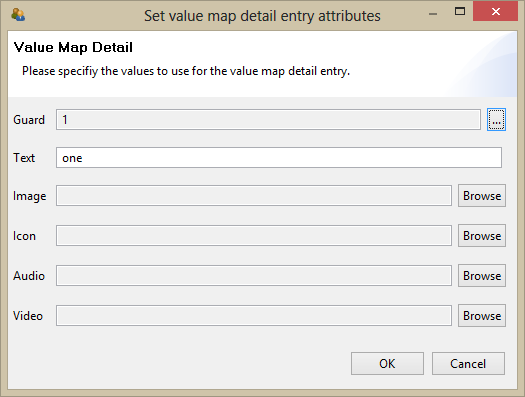 Set value map detail entry attributes
Value Map Detail
Please specifiy the values to use for the value map detail entry.
Guard 1 ...
Text one
Image Browse
Icon Browse
Audio Browse
Video Browse
OK Cancel